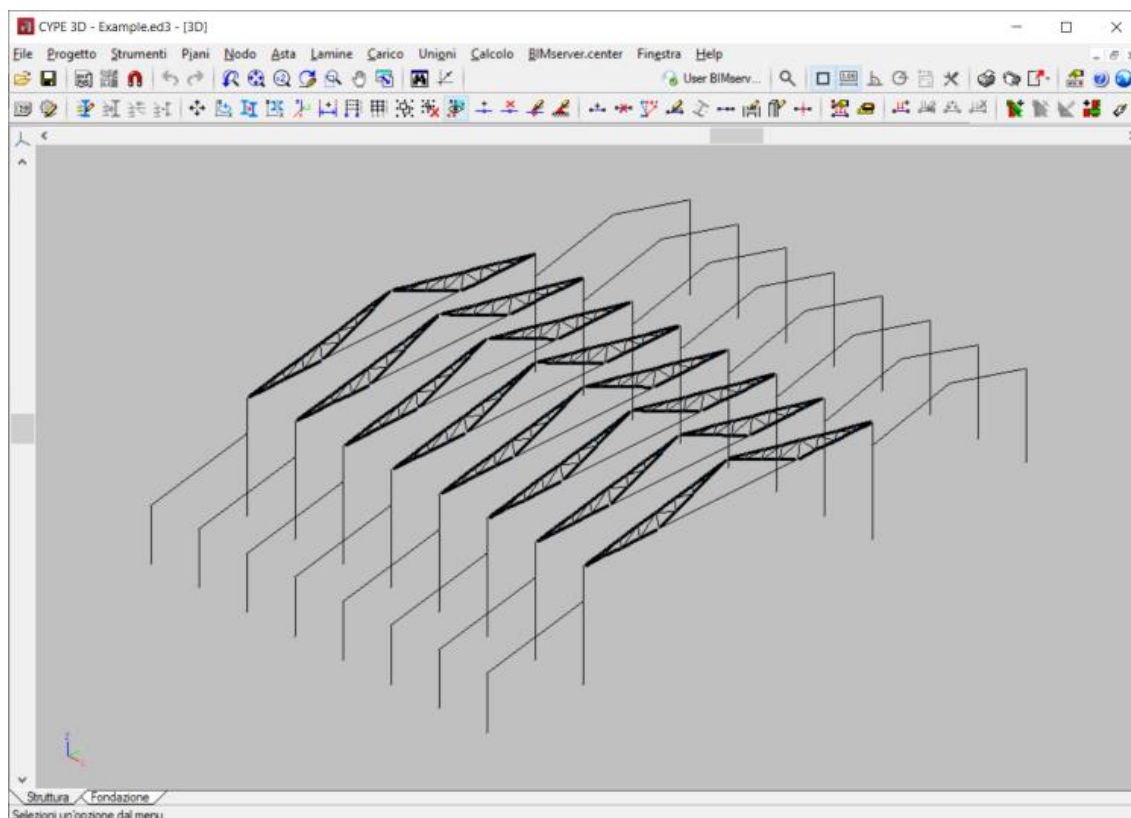 CYPE 3D - Example.ed3 - [3D]
File Progetto Strumenti Piani Nodo Asta Lamine Carico Unioni Calcolo BIMserver.center Finestra Help
User BIMserv...
Struttura Fondazione
Selezioni un'opzione dal menu.